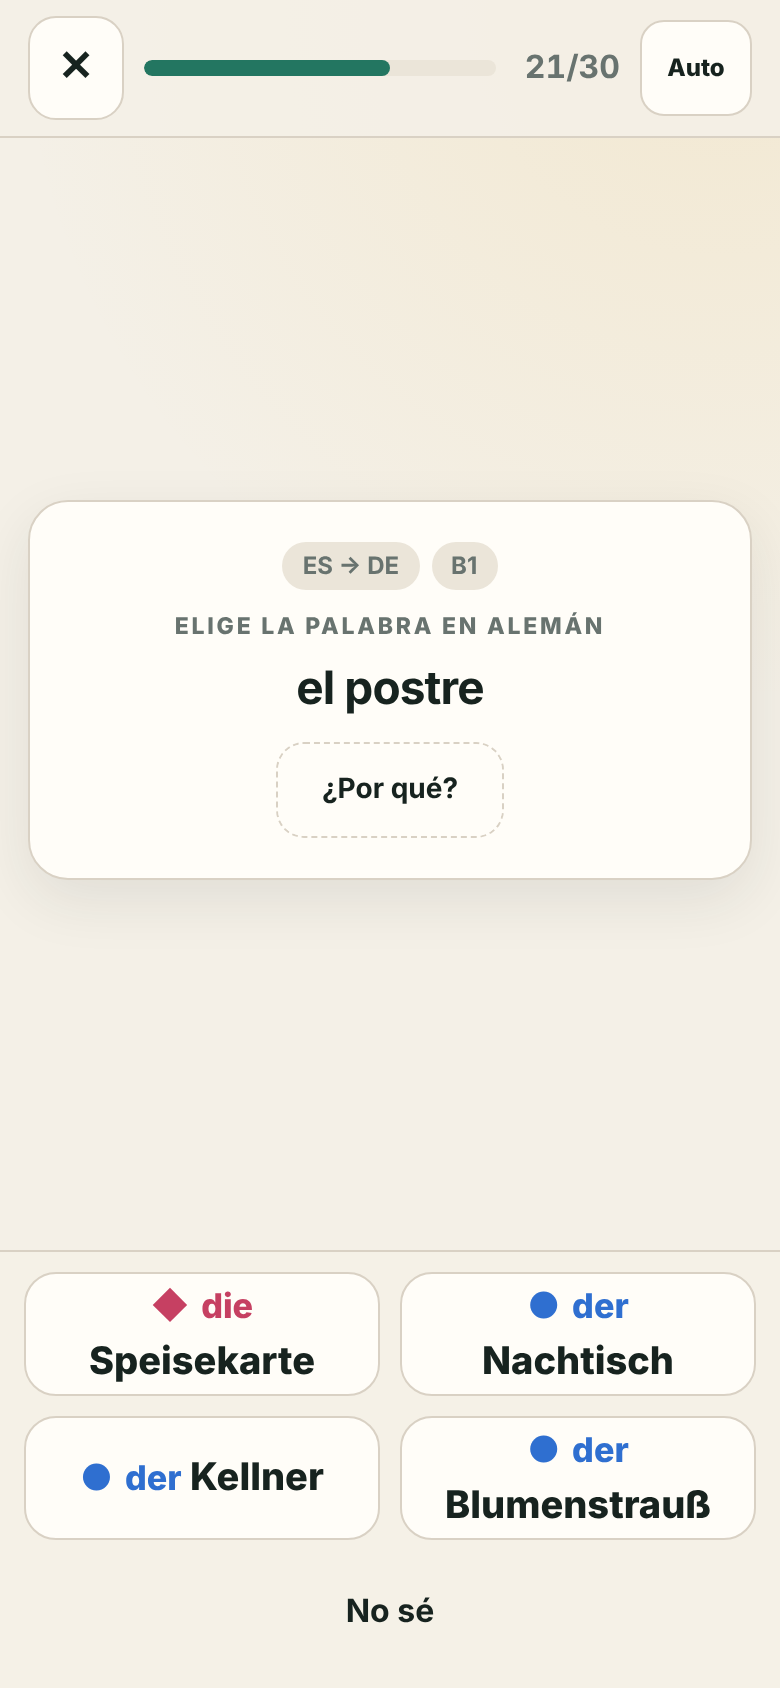 ✕
21/30
Auto
ES → DE
B1
ELIGE LA PALABRA EN ALEMÁN
el postre
¿Por qué?
die
Speisekarte
der
Nachtisch
der Kellner
der
Blumenstrauß
No sé